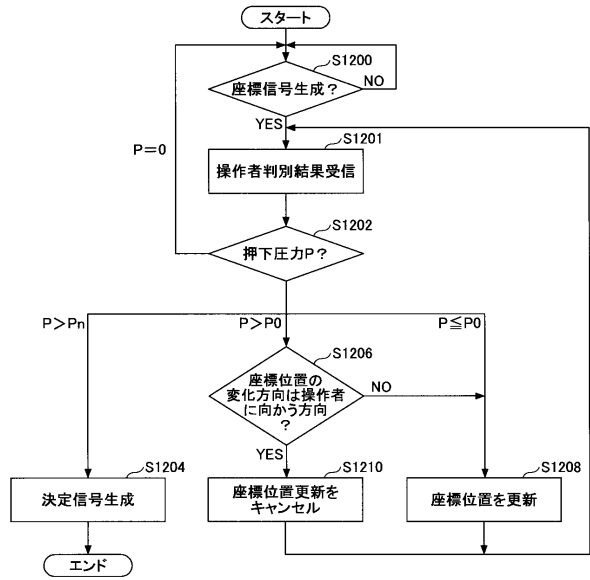 スタート
S1200
座標信号生成?
NO
YES
S1201
P=0
操作者判別結果受信
S1202
押下圧力P?
P>Pn
P>P0
P≦P0
S1206
座標位置の
変化方向は操作者
に向かう方向
?
NO
YES
S1204
決定信号生成
S1210
座標位置更新を
キャンセル
S1208
座標位置を更新
エンド